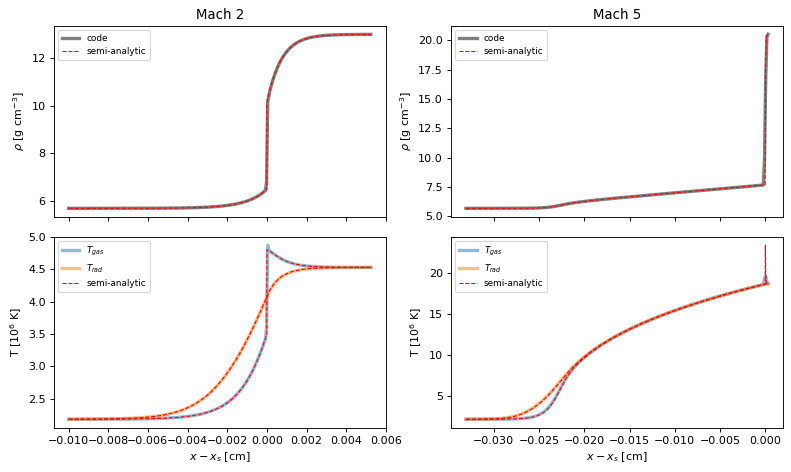 Mach 2
Mach 5
code
semi-analytic
code
semi-analytic
12
10
8
6
ρ [g cm⁻³]
20.0
17.5
15.0
12.5
10.0
7.5
5.0
ρ [g cm⁻³]
T_gas
T_rad
semi-analytic
T_gas
T_rad
semi-analytic
5.0
4.5
4.0
3.5
3.0
2.5
T [10⁶ K]
20
15
10
5
T [10⁶ K]
-0.010 -0.008 -0.006 -0.004 -0.002 0.000 0.002 0.004 0.006
x − x_s [cm]
-0.030 -0.025 -0.020 -0.015 -0.010 -0.005 0.000
x − x_s [cm]